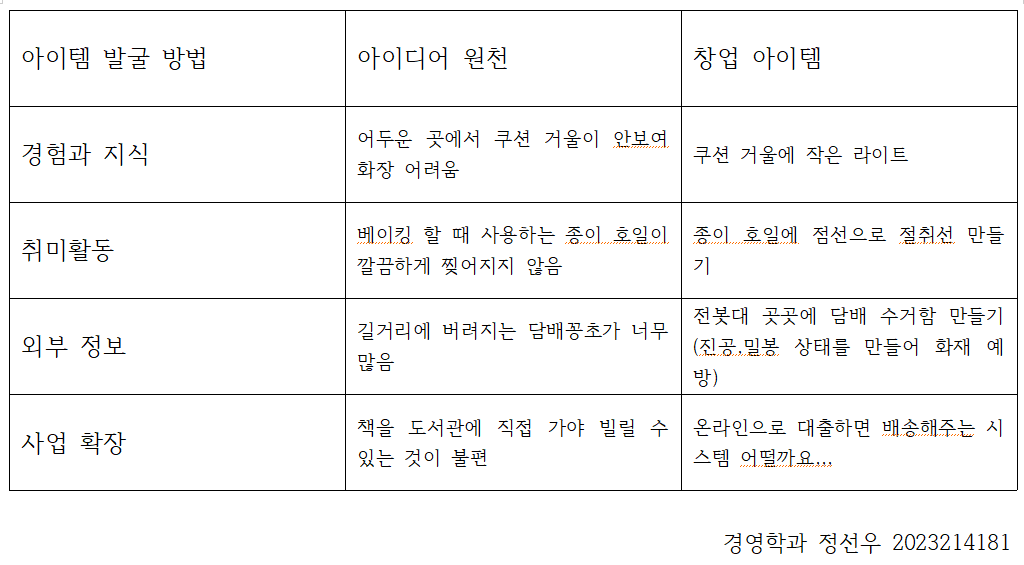 아이템 발굴 방법
아이디어 원천
창업 아이템
경험과 지식
어두운 곳에서 쿠션 거울이 안보여
화장 어려움
쿠션 거울에 작은 라이트
취미활동
베이킹 할 때 사용하는 종이 호일이
깔끔하게 찢어지지 않음
종이 호일에 점선으로 절취선 만들
기
외부 정보
길거리에 버려지는 담배꽁초가 너무
많음
전봇대 곳곳에 담배 수거함 만들기
(진공,밀봉 상태를 만들어 화재 예
방)
사업 확장
책을 도서관에 직접 가야 빌릴 수
있는 것이 불편
온라인으로 대출하면 배송해주는 시
스템 어떨까요,,,
경영학과 정선우 2023214181